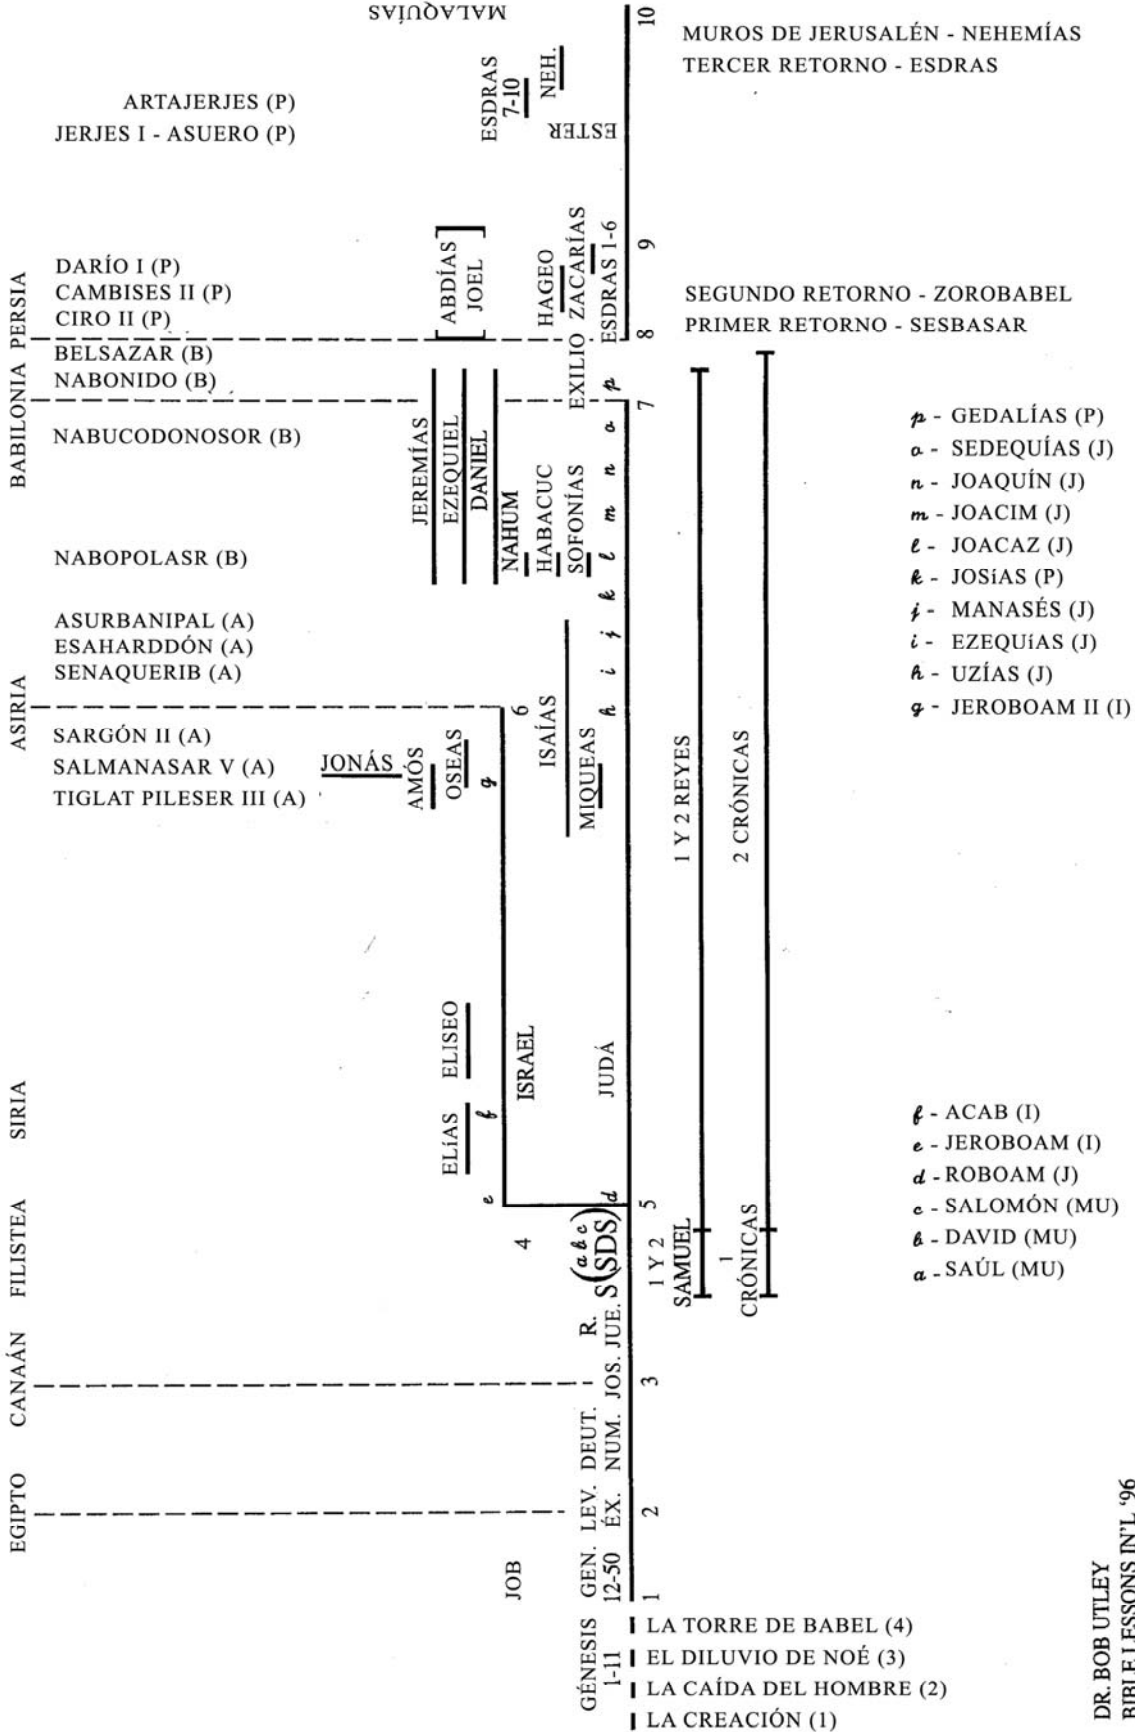 MALAQUÍAS
10
MUROS DE JERUSALÉN - NEHEMÍAS
TERCER RETORNO - ESDRAS
ARTAJERJES (P)
JERJES I - ASUERO (P)
ESDRAS
7-10
NEH.
ESTER
PERSIA
DARÍO I (P)
CAMBISES II (P)
CIRO II (P)
ABDÍAS
JOEL
HAGEO
ZACARÍAS
ESDRAS 1-6
9
8
SEGUNDO RETORNO - ZOROBABEL
PRIMER RETORNO - SESBASAR
BABILONIA
BELSAZAR (B)
NABONIDO (B)
EXILIO
p
7
NABUCODONOSOR (B)
NABOPOLASR (B)
JEREMÍAS
EZEQUIEL
DANIEL
NAHUM
HABACUC
SOFONÍAS
h i j k l m n o
p - GEDALÍAS (P)
o - SEDEQUÍAS (J)
n - JOAQUÍN (J)
m - JOACIM (J)
l - JOACAZ (J)
k - JOSíAS (P)
j - MANASÉS (J)
i - EZEQUíAS (J)
h - UZÍAS (J)
g - JEROBOAM II (I)
ASIRIA
ASURBANIPAL (A)
ESAHARDDÓN (A)
SENAQUERIB (A)
SARGÓN II (A)
SALMANASAR V (A)
TIGLAT PILESER III (A)
JONÁS
AMÓS
OSEAS
g
6
ISAÍAS
MIQUEAS
1 Y 2 REYES
2 CRÓNICAS
SIRIA
ELíAS
ELISEO
e
f
ISRAEL
JUDÁ
f - ACAB (I)
e - JEROBOAM (I)
d - ROBOAM (J)
c - SALOMÓN (MU)
b - DAVID (MU)
a - SAÚL (MU)
FILISTEA
4
S (a b c
SDS)
d
5
1 Y 2
SAMUEL
1
CRÓNICAS
CANAÁN
R.
JOS. JUE.
3
EGIPTO
LEV. DEUT.
ÉX. NUM.
2
JOB
GEN.
12-50
1
GÉNESIS
1-11
LA TORRE DE BABEL (4)
EL DILUVIO DE NOÉ (3)
LA CAÍDA DEL HOMBRE (2)
LA CREACIÓN (1)
DR. BOB UTLEY
BIBLE LESSONS IN'L '96